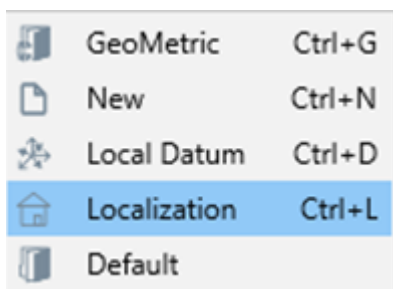 GeoMetric Ctrl+G
New Ctrl+N
Local Datum Ctrl+D
Localization Ctrl+L
Default